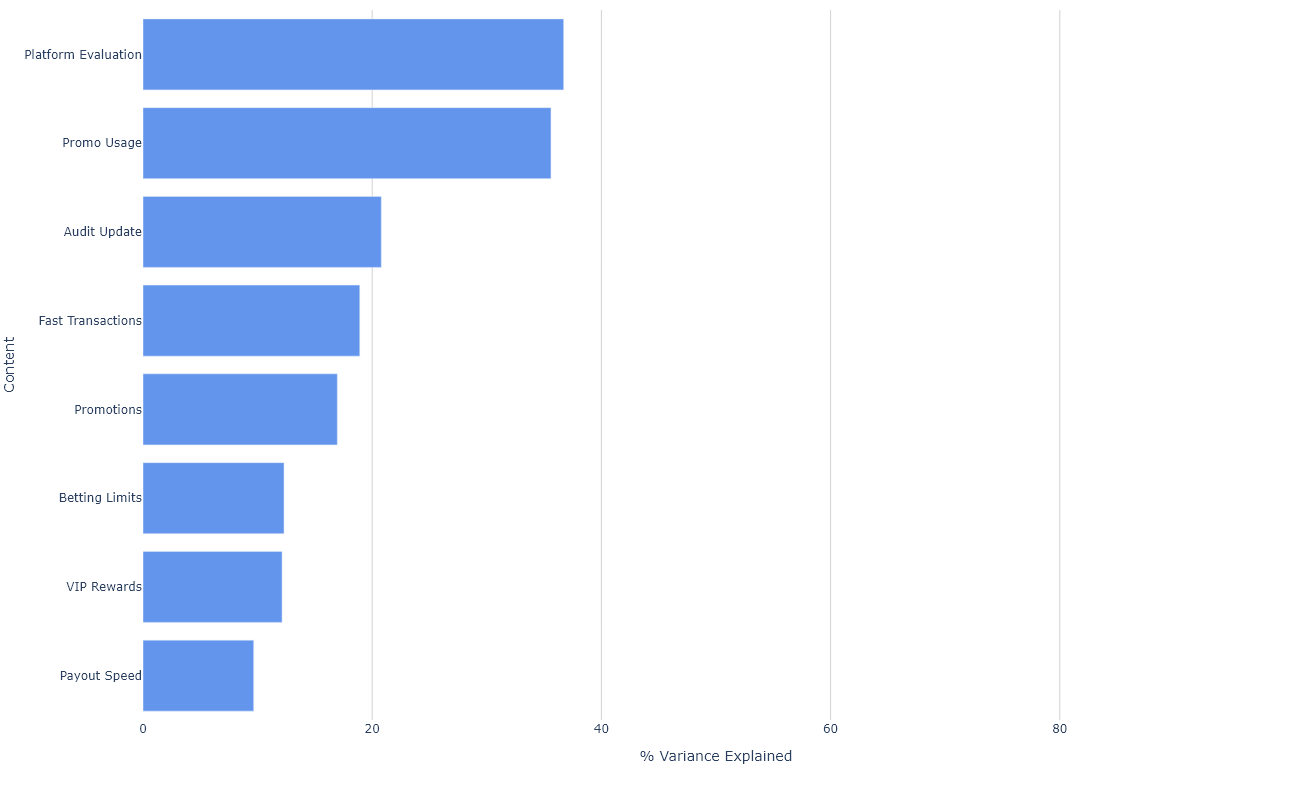 Platform Evaluation
Promo Usage
Audit Update
Fast Transactions
Promotions
Betting Limits
VIP Rewards
Payout Speed
Content
0 20 40 60 80
% Variance Explained